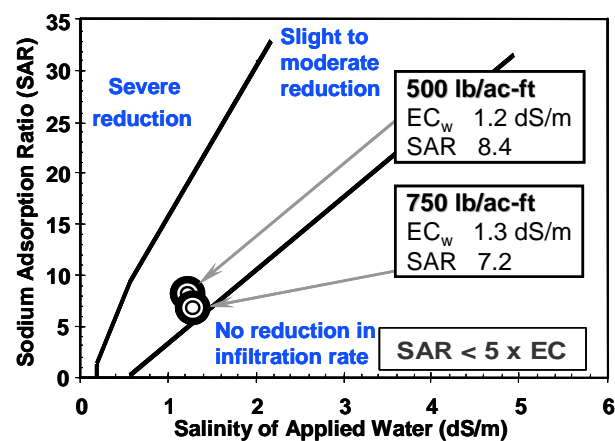 Sodium Adsorption Ratio (SAR)
35
30
25
20
15
10
5
0
Severe
reduction
Slight to
moderate
reduction
500 lb/ac-ft
ECw 1.2 dS/m
SAR 8.4
750 lb/ac-ft
ECw 1.3 dS/m
SAR 7.2
No reduction in
infiltration rate
SAR < 5 x EC
0 1 2 3 4 5 6
Salinity of Applied Water (dS/m)